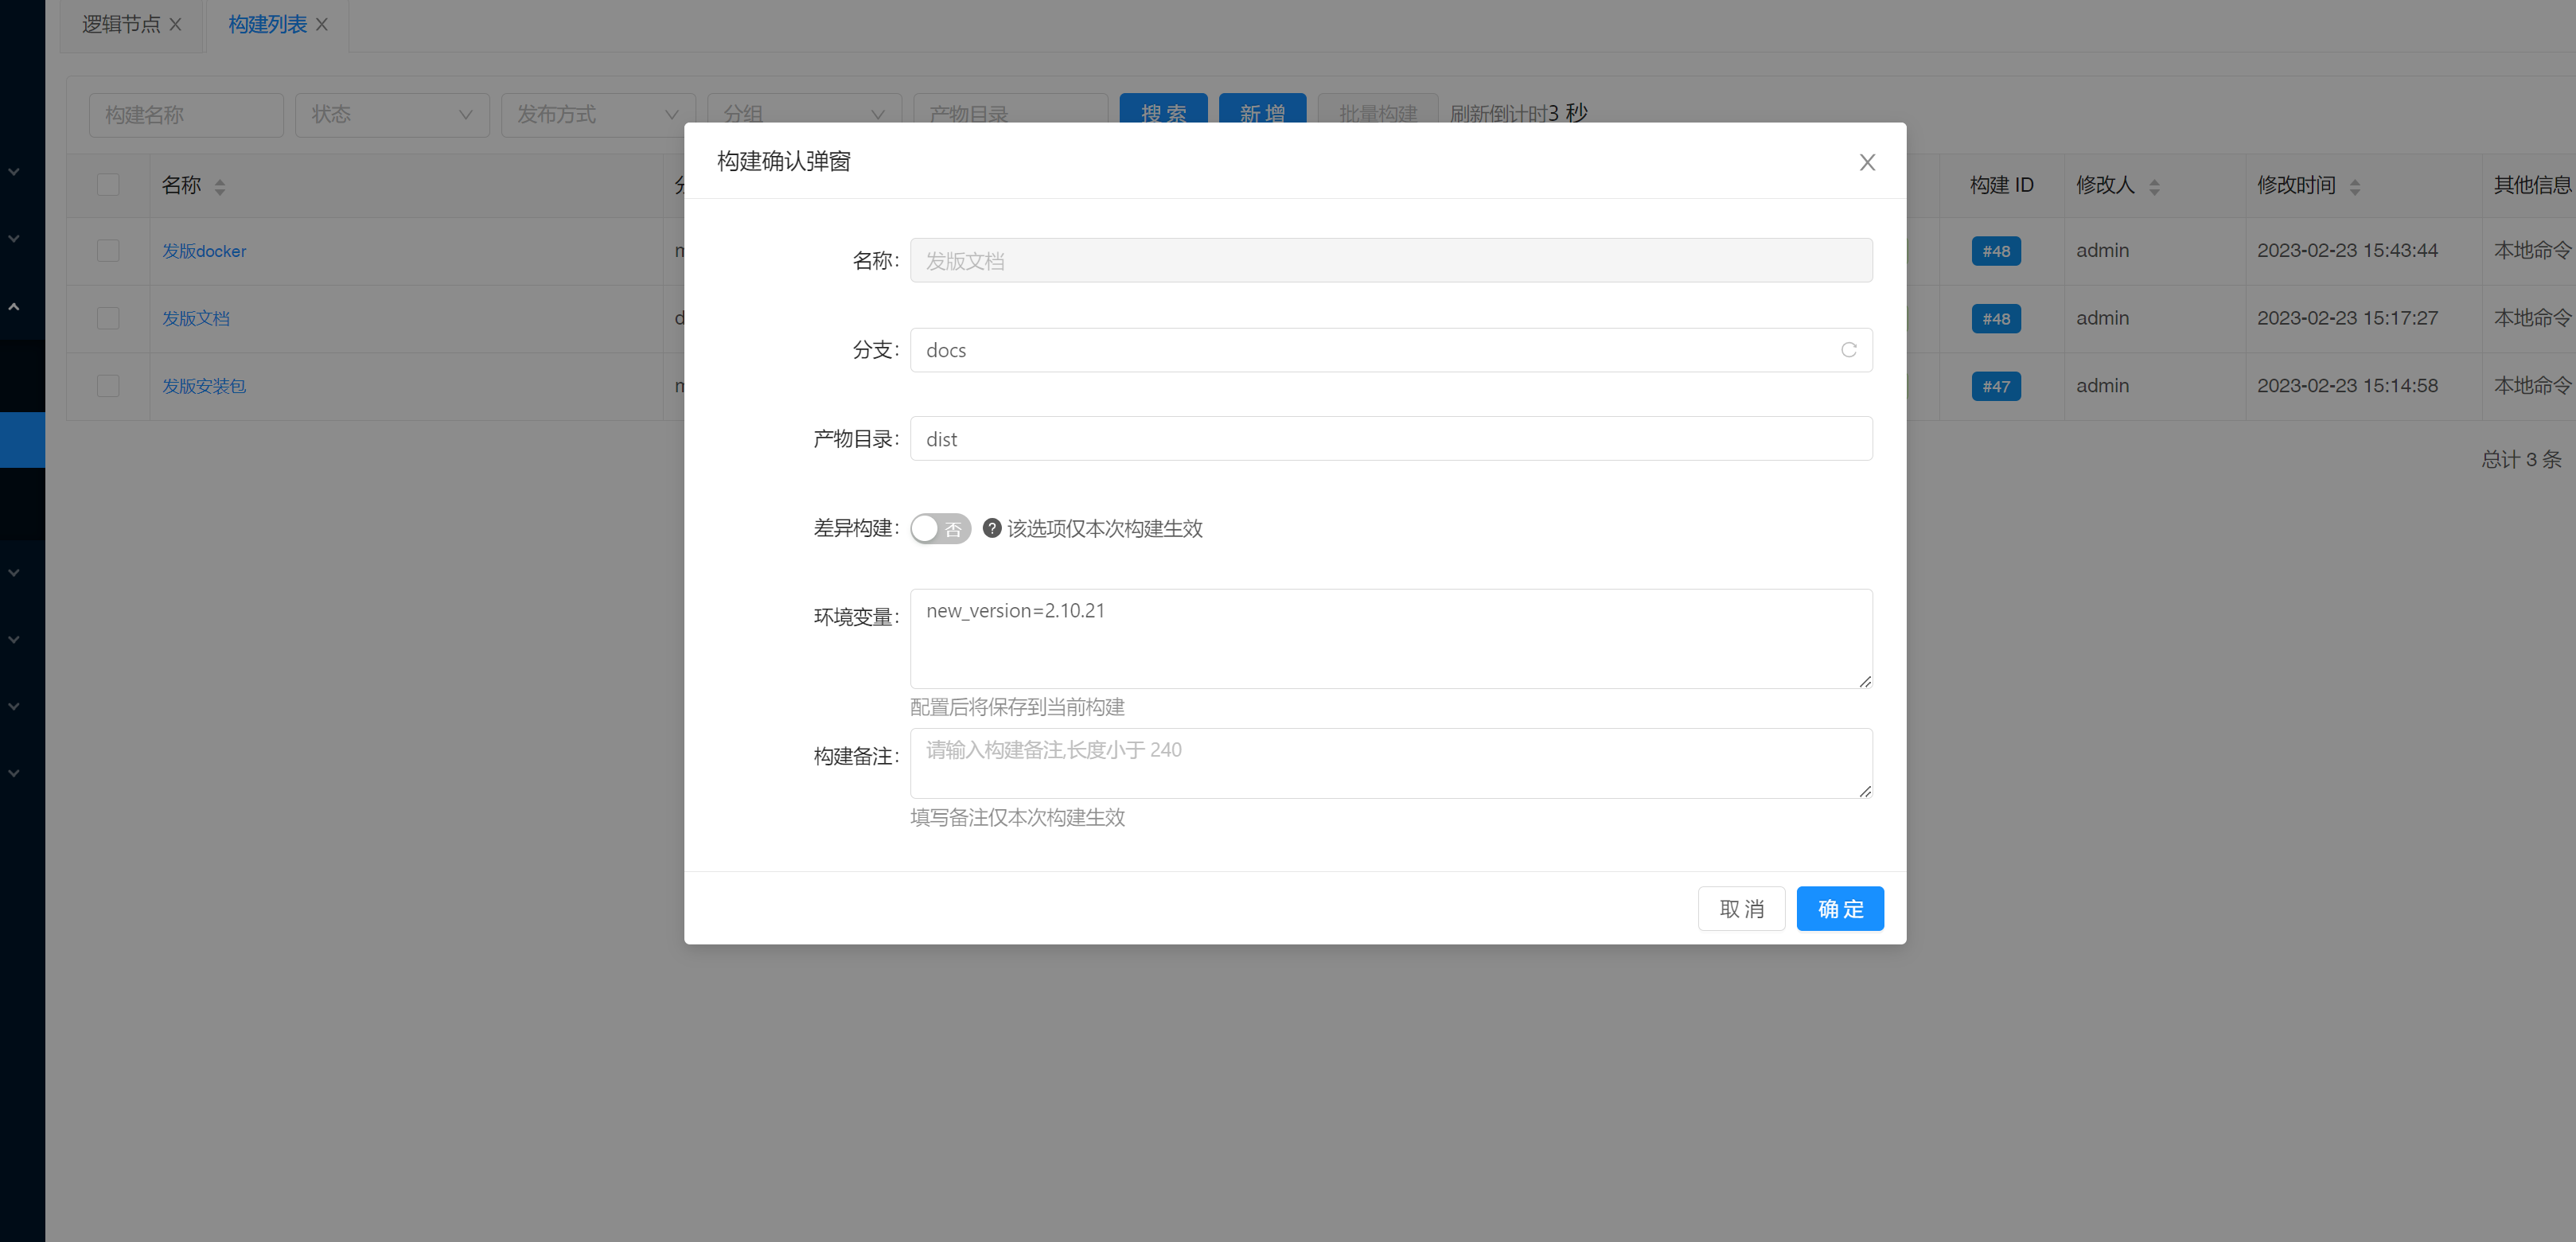 逻辑节点
构建列表
构建名称 状态 发布方式 分组 产物目录 搜 索 新 增 批量构建 刷新倒计时3 秒
名称 构建 ID 修改人 修改时间 其他信息
发版docker #48 admin 2023-02-23 15:43:44 本地命令
发版文档 #48 admin 2023-02-23 15:17:27 本地命令
发版安装包 #47 admin 2023-02-23 15:14:58 本地命令
总计 3 条
构建确认弹窗
名称: 发版文档
分支: docs
产物目录: dist
差异构建: 否 ? 该选项仅本次构建生效
环境变量: new_version=2.10.21
配置后将保存到当前构建
构建备注: 请输入构建备注,长度小于 240
填写备注仅本次构建生效
取 消 确 定